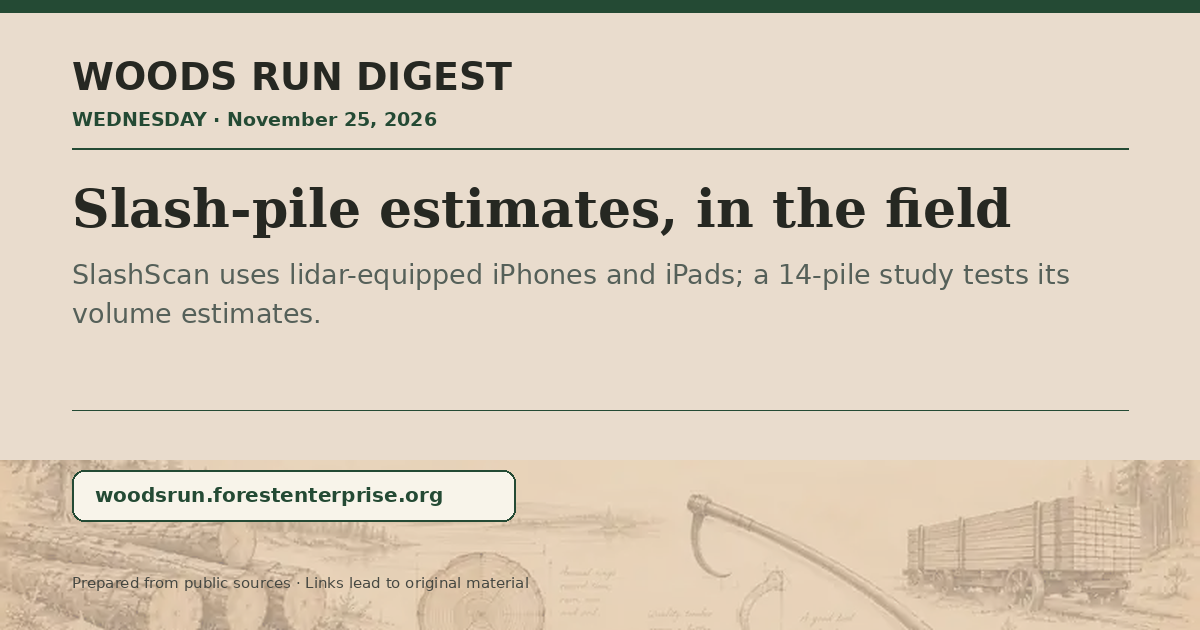 WOODS RUN DIGEST
WEDNESDAY · November 25, 2026
Slash-pile estimates, in the field
SlashScan uses lidar-equipped iPhones and iPads; a 14-pile study tests its
volume estimates.
woodsrun.forestenterprise.org
Prepared from public sources · Links lead to original material